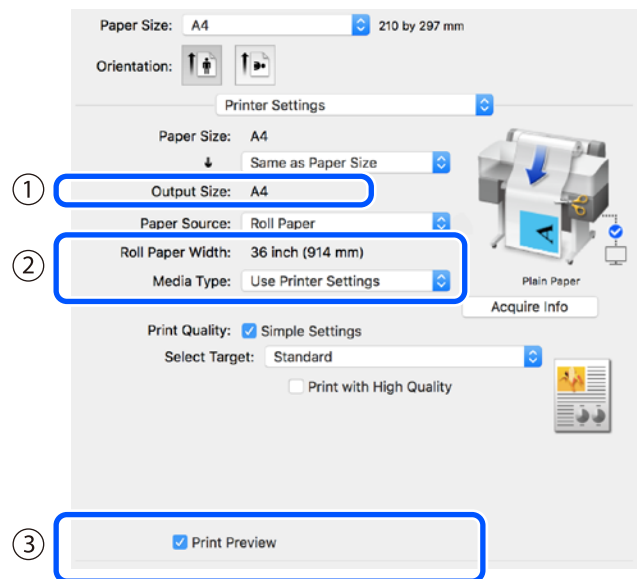 Paper Size: A4 210 by 297 mm
Orientation:
Printer Settings
Paper Size: A4
Same as Paper Size
① Output Size: A4
Paper Source: Roll Paper
② Roll Paper Width: 36 inch (914 mm)
Media Type: Use Printer Settings
Plain Paper
Acquire Info
Print Quality: Simple Settings
Select Target: Standard
Print with High Quality
③ Print Preview